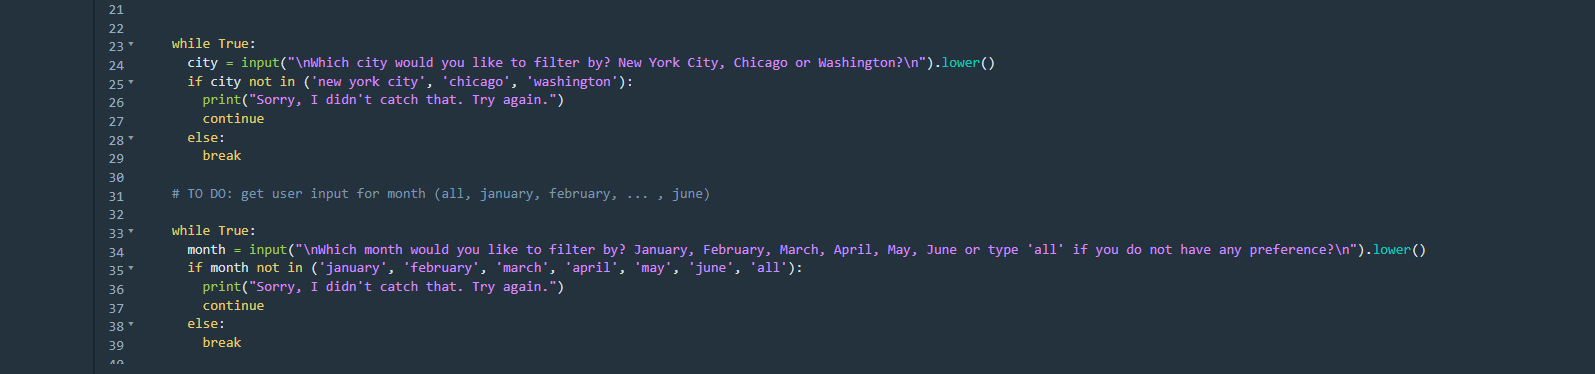 21
22
23 while True:
24 city = input("\nWhich city would you like to filter by? New York City, Chicago or Washington?\n").lower()
25 if city not in ('new york city', 'chicago', 'washington'):
26 print("Sorry, I didn't catch that. Try again.")
27 continue
28 else:
29 break
30
31 # TO DO: get user input for month (all, january, february, ... , june)
32
33 while True:
34 month = input("\nWhich month would you like to filter by? January, February, March, April, May, June or type 'all' if you do not have any preference?\n").lower()
35 if month not in ('january', 'february', 'march', 'april', 'may', 'june', 'all'):
36 print("Sorry, I didn't catch that. Try again.")
37 continue
38 else:
39 break